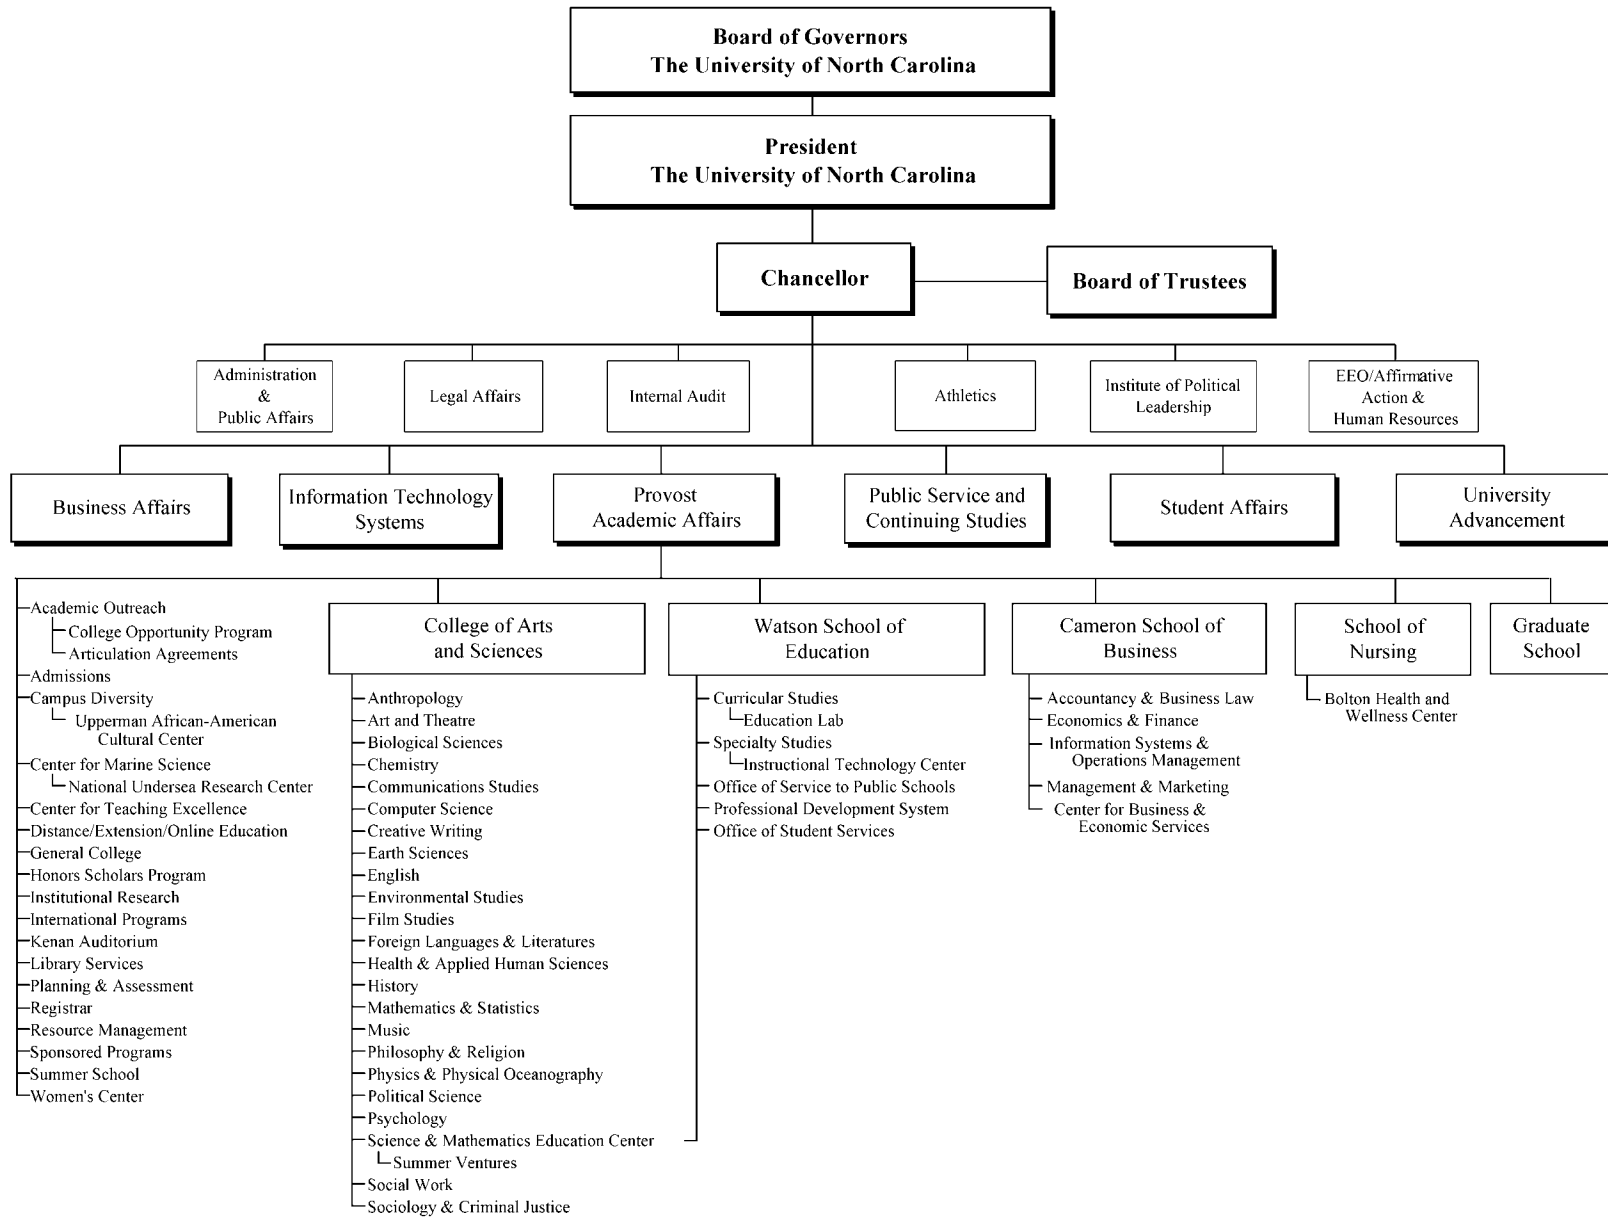 Board of Governors
The University of North Carolina
President
The University of North Carolina
Chancellor
Board of Trustees
Administration
&
Public Affairs
Legal Affairs
Internal Audit
Athletics
Institute of Political
Leadership
EEO/Affirmative
Action &
Human Resources
Business Affairs
Information Technology
Systems
Provost
Academic Affairs
Public Service and
Continuing Studies
Student Affairs
University
Advancement
Academic Outreach
College Opportunity Program
Articulation Agreements
Admissions
Campus Diversity
Upperman African-American
Cultural Center
Center for Marine Science
National Undersea Research Center
Center for Teaching Excellence
Distance/Extension/Online Education
General College
Honors Scholars Program
Institutional Research
International Programs
Kenan Auditorium
Library Services
Planning & Assessment
Registrar
Resource Management
Sponsored Programs
Summer School
Women's Center
College of Arts
and Sciences
Anthropology
Art and Theatre
Biological Sciences
Chemistry
Communications Studies
Computer Science
Creative Writing
Earth Sciences
English
Environmental Studies
Film Studies
Foreign Languages & Literatures
Health & Applied Human Sciences
History
Mathematics & Statistics
Music
Philosophy & Religion
Physics & Physical Oceanography
Political Science
Psychology
Science & Mathematics Education Center
Summer Ventures
Social Work
Sociology & Criminal Justice
Watson School of
Education
Curricular Studies
Education Lab
Specialty Studies
Instructional Technology Center
Office of Service to Public Schools
Professional Development System
Office of Student Services
Cameron School of
Business
Accountancy & Business Law
Economics & Finance
Information Systems &
Operations Management
Management & Marketing
Center for Business &
Economic Services
School of
Nursing
Bolton Health and
Wellness Center
Graduate
School